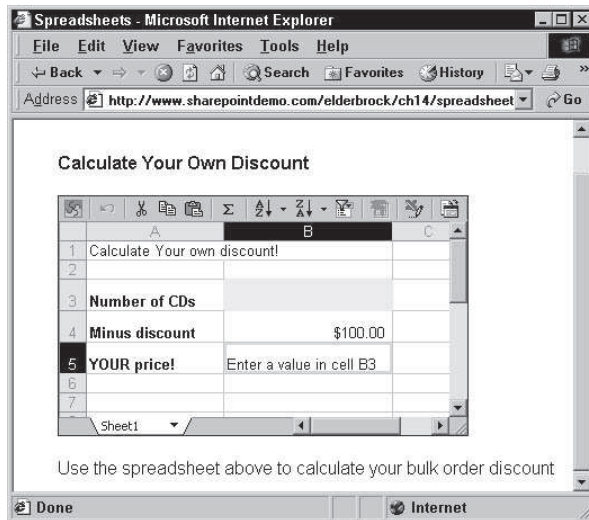 Spreadsheets - Microsoft Internet Explorer
File Edit View Favorites Tools Help
Back Search Favorites History »
Address http://www.sharepointdemo.com/elderbrock/ch14/spreadsheet Go
Calculate Your Own Discount
Σ A Z Z A
A B C
1 Calculate Your own discount!
2
3 Number of CDs
4 Minus discount $100.00
5 YOUR price! Enter a value in cell B3
6
7
Sheet1
Use the spreadsheet above to calculate your bulk order discount
Done Internet